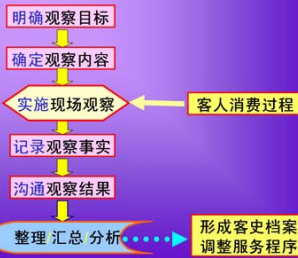 明确观察目标
确定观察内容
实施现场观察
客人消费过程
记录观察事实
沟通观察结果
整理/汇总/分析
形成客史档案
调整服务程序